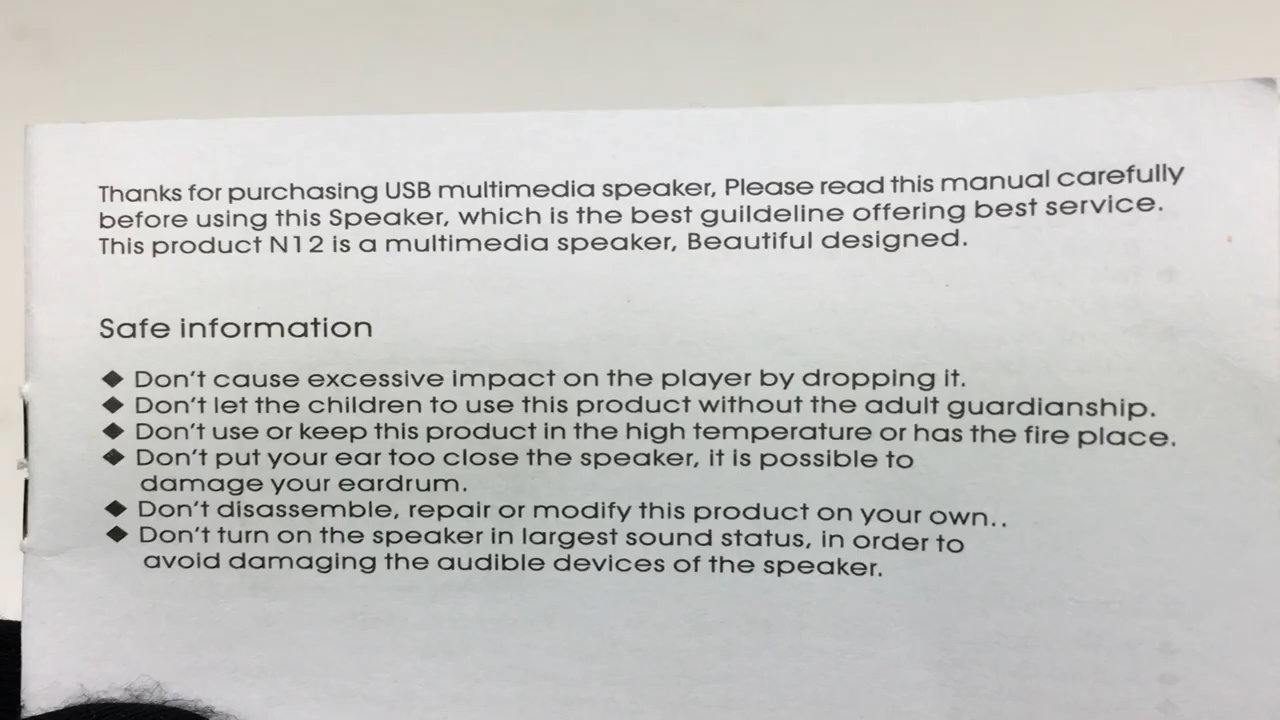 Thanks for purchasing USB multimedia speaker, Please read this manual carefully
before using this Speaker, which is the best guildeline offering best service.
This product N12 is a multimedia speaker, Beautiful designed.
Safe information
◆ Don't cause excessive impact on the player by dropping it.
◆ Don't let the children to use this product without the adult guardianship.
◆ Don't use or keep this product in the high temperature or has the fire place.
◆ Don't put your ear too close the speaker, it is possible to
damage your eardrum.
◆ Don't disassemble, repair or modify this product on your own..
◆ Don't turn on the speaker in largest sound status, in order to
avoid damaging the audible devices of the speaker.